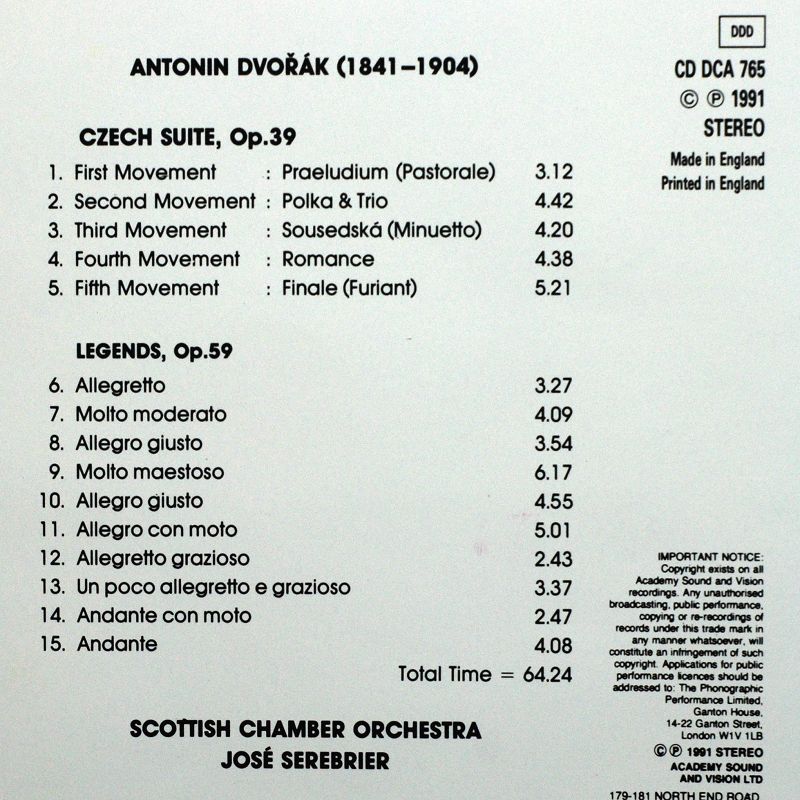 DDD
ANTONIN DVOŘÁK (1841–1904)
CD DCA 765
© ℗ 1991
STEREO
Made in England
Printed in England
CZECH SUITE, Op.39
1. First Movement : Praeludium (Pastorale) 3.12
2. Second Movement : Polka & Trio 4.42
3. Third Movement : Sousedská (Minuetto) 4.20
4. Fourth Movement : Romance 4.38
5. Fifth Movement : Finale (Furiant) 5.21
LEGENDS, Op.59
6. Allegretto 3.27
7. Molto moderato 4.09
8. Allegro giusto 3.54
9. Molto maestoso 6.17
10. Allegro giusto 4.55
11. Allegro con moto 5.01
12. Allegretto grazioso 2.43
13. Un poco allegretto e grazioso 3.37
14. Andante con moto 2.47
15. Andante 4.08
Total Time = 64.24
SCOTTISH CHAMBER ORCHESTRA
JOSÉ SEREBRIER
IMPORTANT NOTICE:
Copyright exists on all
Academy Sound and Vision
recordings. Any unauthorised
broadcasting, public performance,
copying or re-recordings of
records under this trade mark in
any manner whatsoever, will
constitute an infringement of such
copyright. Applications for public
performance licences should be
addressed to: The Phonographic
Performance Limited,
Ganton House,
14-22 Ganton Street,
London W1V 1LB
© ℗ 1991 STEREO
ACADEMY SOUND
AND VISION LTD
179-181 NORTH END ROAD